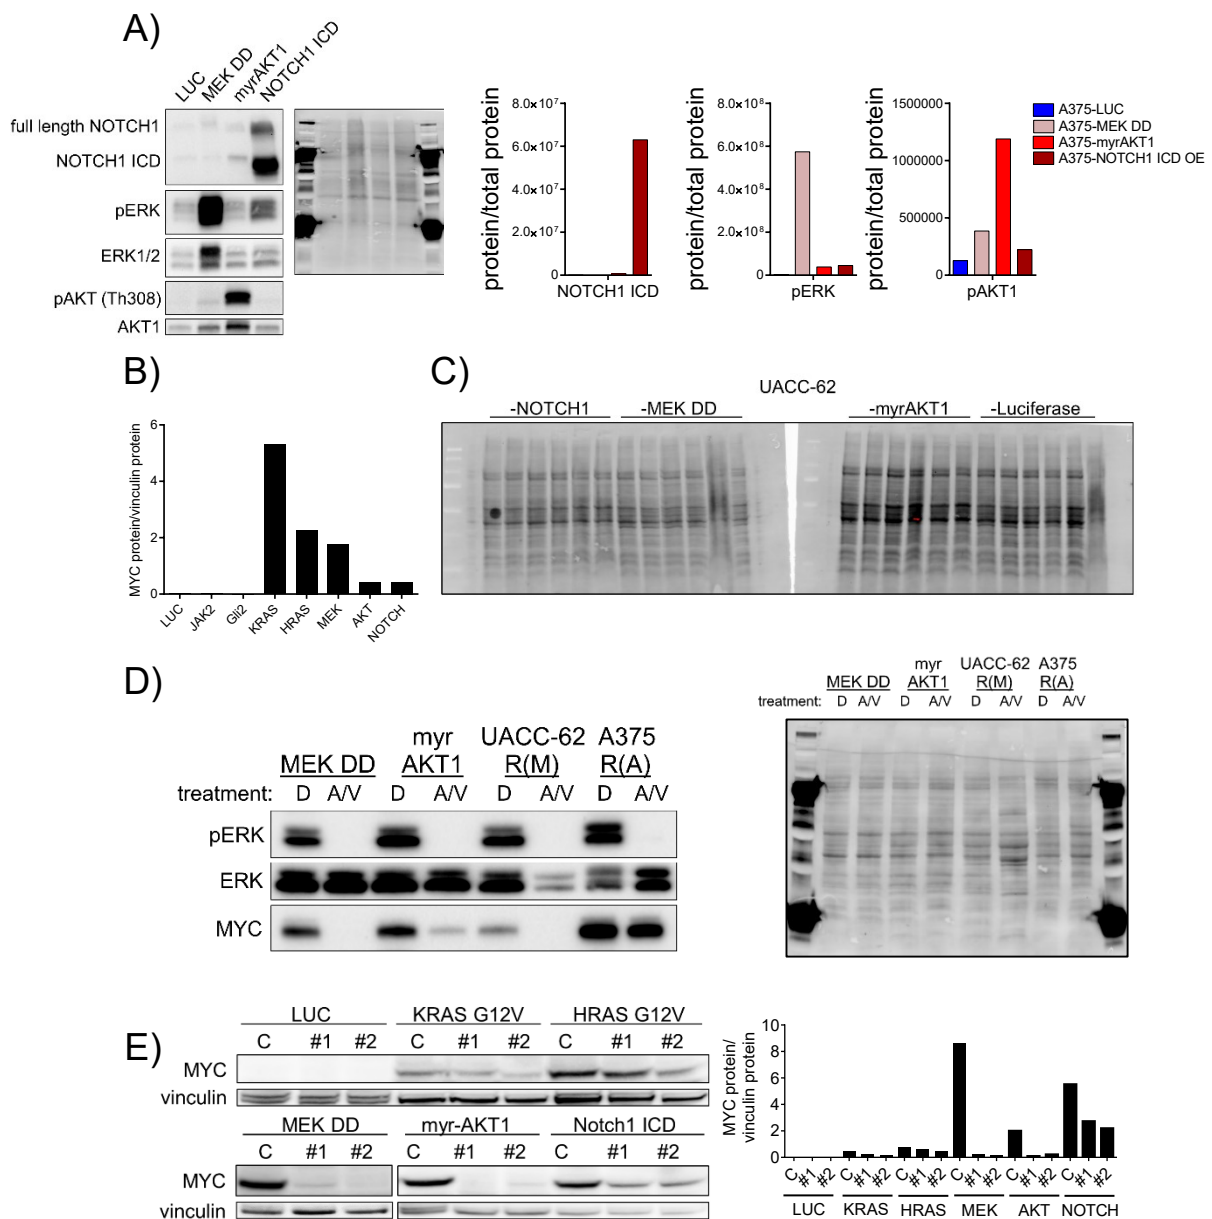 A)
LUC
MEK DD
myrAKT1
NOTCH1 ICD
full length NOTCH1
NOTCH1 ICD
pERK
ERK1/2
pAKT (Th308)
AKT1
protein/total protein
8.0×10⁷
6.0×10⁷
4.0×10⁷
2.0×10⁷
0
NOTCH1 ICD
protein/total protein
8.0×10⁸
6.0×10⁸
4.0×10⁸
2.0×10⁸
0
pERK
protein/total protein
1500000
1000000
500000
0
pAKT1
A375-LUC
A375-MEK DD
A375-myrAKT1
A375-NOTCH1 ICD OE
B)
MYC protein/vinculin protein
6
4
2
0
LUC
JAK2
Gli2
KRAS
HRAS
MEK
AKT
NOTCH
C)
UACC-62
-NOTCH1 -MEK DD -myrAKT1 -Luciferase
D)
MEK DD myr AKT1 UACC-62 R(M) A375 R(A)
treatment: D A/V D A/V D A/V D A/V
pERK
ERK
MYC
MEK DD myr AKT1 UACC-62 R(M) A375 R(A)
treatment: D A/V D A/V D A/V D A/V
E)
LUC KRAS G12V HRAS G12V
C #1 #2 C #1 #2 C #1 #2
MYC
vinculin
MEK DD myr-AKT1 Notch1 ICD
C #1 #2 C #1 #2 C #1 #2
MYC
vinculin
MYC protein/
vinculin protein
10
8
6
4
2
0
C #1 #2 C #1 #2 C #1 #2 C #1 #2 C #1 #2 C #1 #2
LUC KRAS HRAS MEK AKT NOTCH